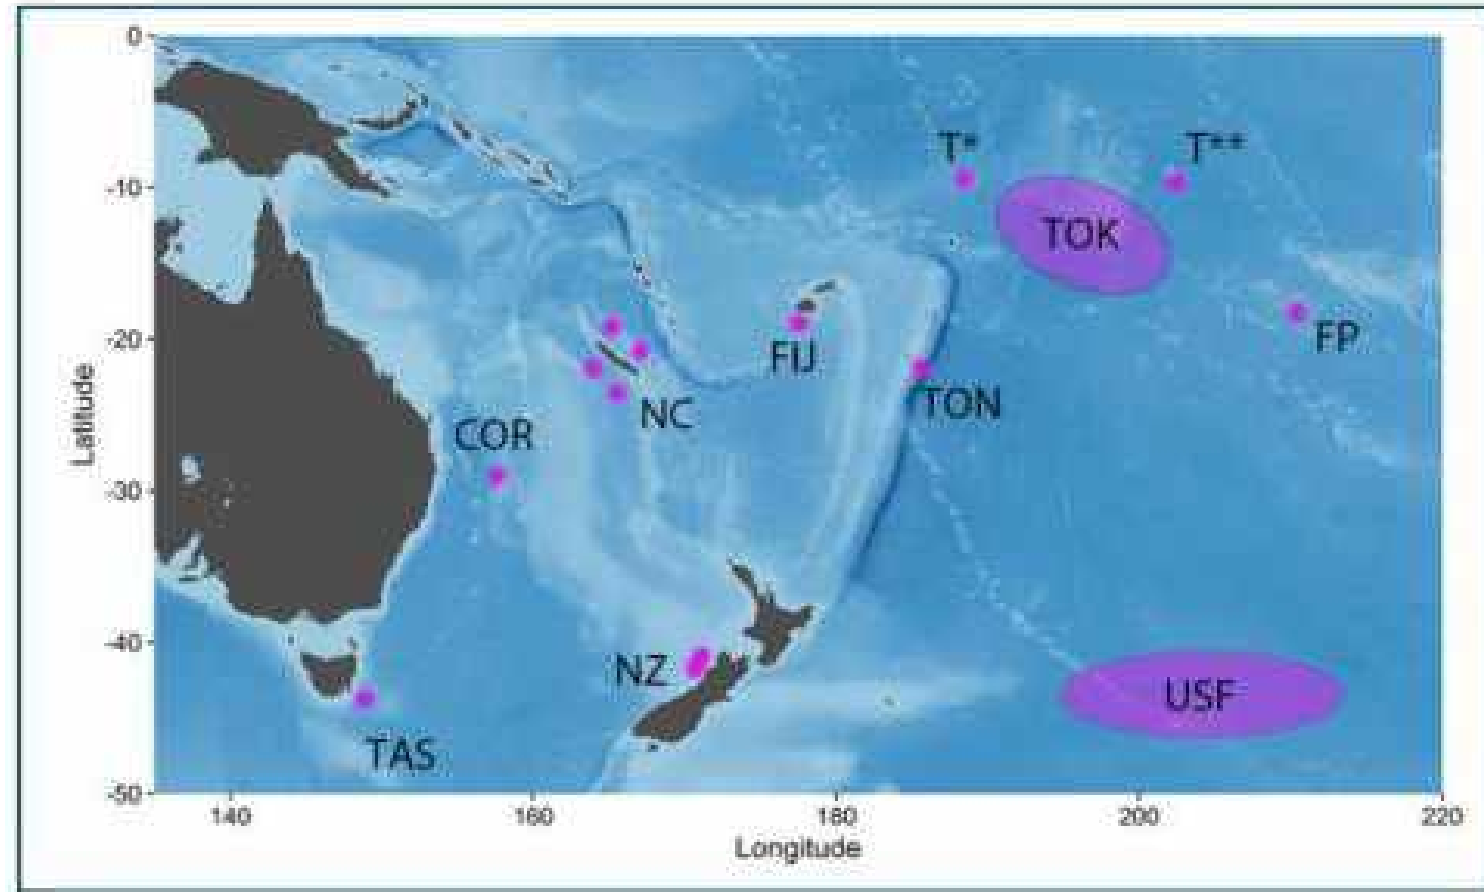 0
-10
-20
-30
-40
-50
Latitude
T*
T**
TOK
FP
FIJ
TON
NC
COR
NZ
USF
TAS
140
160
180
200
220
Longitude